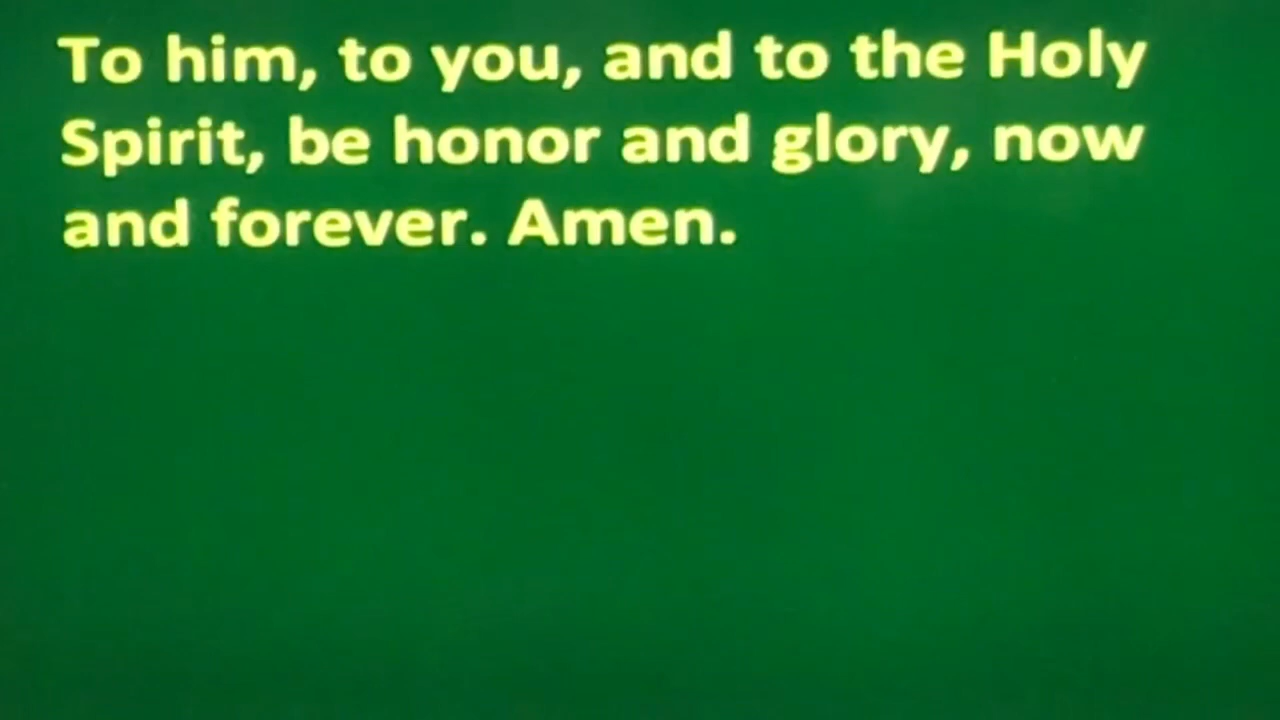 To him, to you, and to the Holy
Spirit, be honor and glory, now
and forever. Amen.